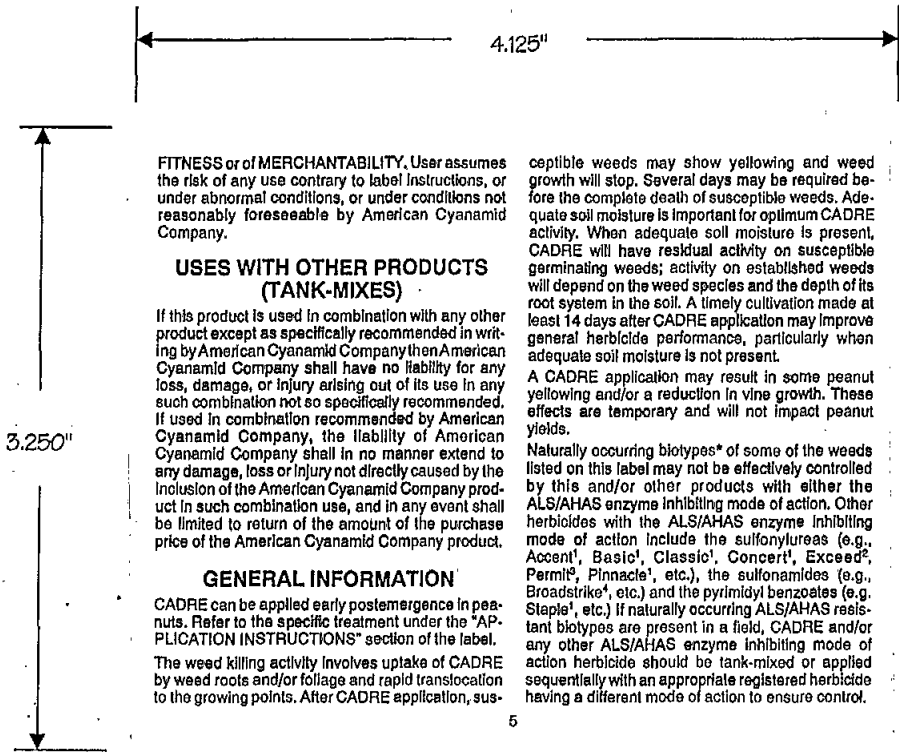 4.125"
3.250"
FITNESS or of MERCHANTABILITY. User assumes
the risk of any use contrary to label instructions, or
under abnormal conditions, or under conditions not
reasonably foreseeable by American Cyanamid
Company.
USES WITH OTHER PRODUCTS
(TANK-MIXES)
If this product is used in combination with any other
product except as specifically recommended in writ-
ing by American Cyanamid Company then American
Cyanamid Company shall have no liability for any
loss, damage, or injury arising out of its use in any
such combination not so specifically recommended.
If used in combination recommended by American
Cyanamid Company, the liability of American
Cyanamid Company shall in no manner extend to
any damage, loss or injury not directly caused by the
inclusion of the American Cyanamid Company prod-
uct in such combination use, and in any event shall
be limited to return of the amount of the purchase
price of the American Cyanamid Company product.
GENERAL INFORMATION
CADRE can be applied early postemergence in pea-
nuts. Refer to the specific treatment under the "AP-
PLICATION INSTRUCTIONS" section of the label.
The weed killing activity involves uptake of CADRE
by weed roots and/or foliage and rapid translocation
to the growing points. After CADRE application, sus-
ceptible weeds may show yellowing and weed
growth will stop. Several days may be required be-
fore the complete death of susceptible weeds. Ade-
quate soil moisture is important for optimum CADRE
activity. When adequate soil moisture is present,
CADRE will have residual activity on susceptible
germinating weeds; activity on established weeds
will depend on the weed species and the depth of its
root system in the soil. A timely cultivation made at
least 14 days after CADRE application may improve
general herbicide performance, particularly when
adequate soil moisture is not present.
A CADRE application may result in some peanut
yellowing and/or a reduction in vine growth. These
effects are temporary and will not impact peanut
yields.
Naturally occurring biotypes* of some of the weeds
listed on this label may not be effectively controlled
by this and/or other products with either the
ALS/AHAS enzyme inhibiting mode of action. Other
herbicides with the ALS/AHAS enzyme inhibiting
mode of action include the sulfonylureas (e.g.,
Accent¹, Basic¹, Classic¹, Concert¹, Exceed²,
Permit³, Pinnacle¹, etc.), the sulfonamides (e.g.,
Broadstrike⁴, etc.) and the pyrimidyl benzoates (e.g.
Staple¹, etc.) If naturally occurring ALS/AHAS resis-
tant biotypes are present in a field, CADRE and/or
any other ALS/AHAS enzyme inhibiting mode of
action herbicide should be tank-mixed or applied
sequentially with an appropriate registered herbicide
having a different mode of action to ensure control.
5